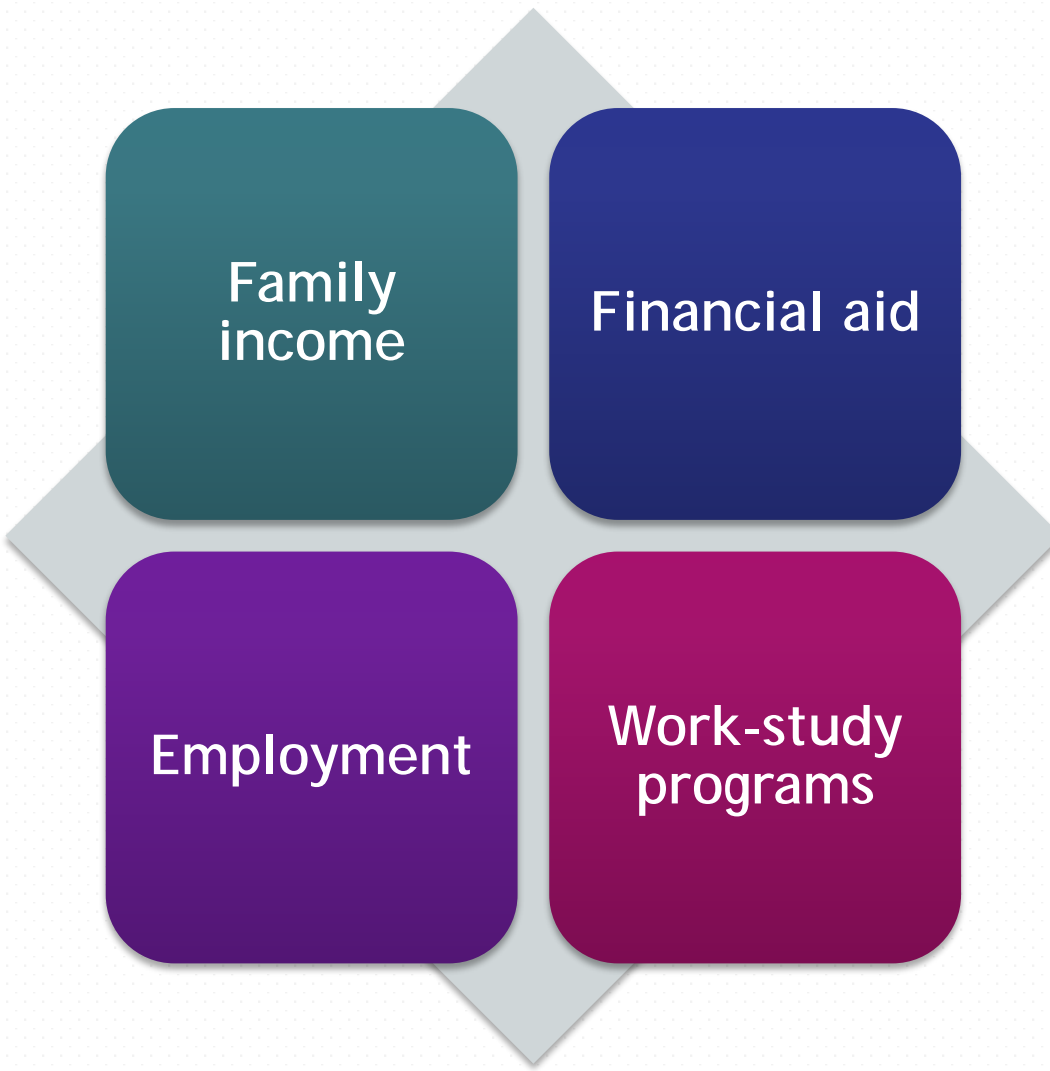 Family
income
Financial aid
Employment
Work-study
programs